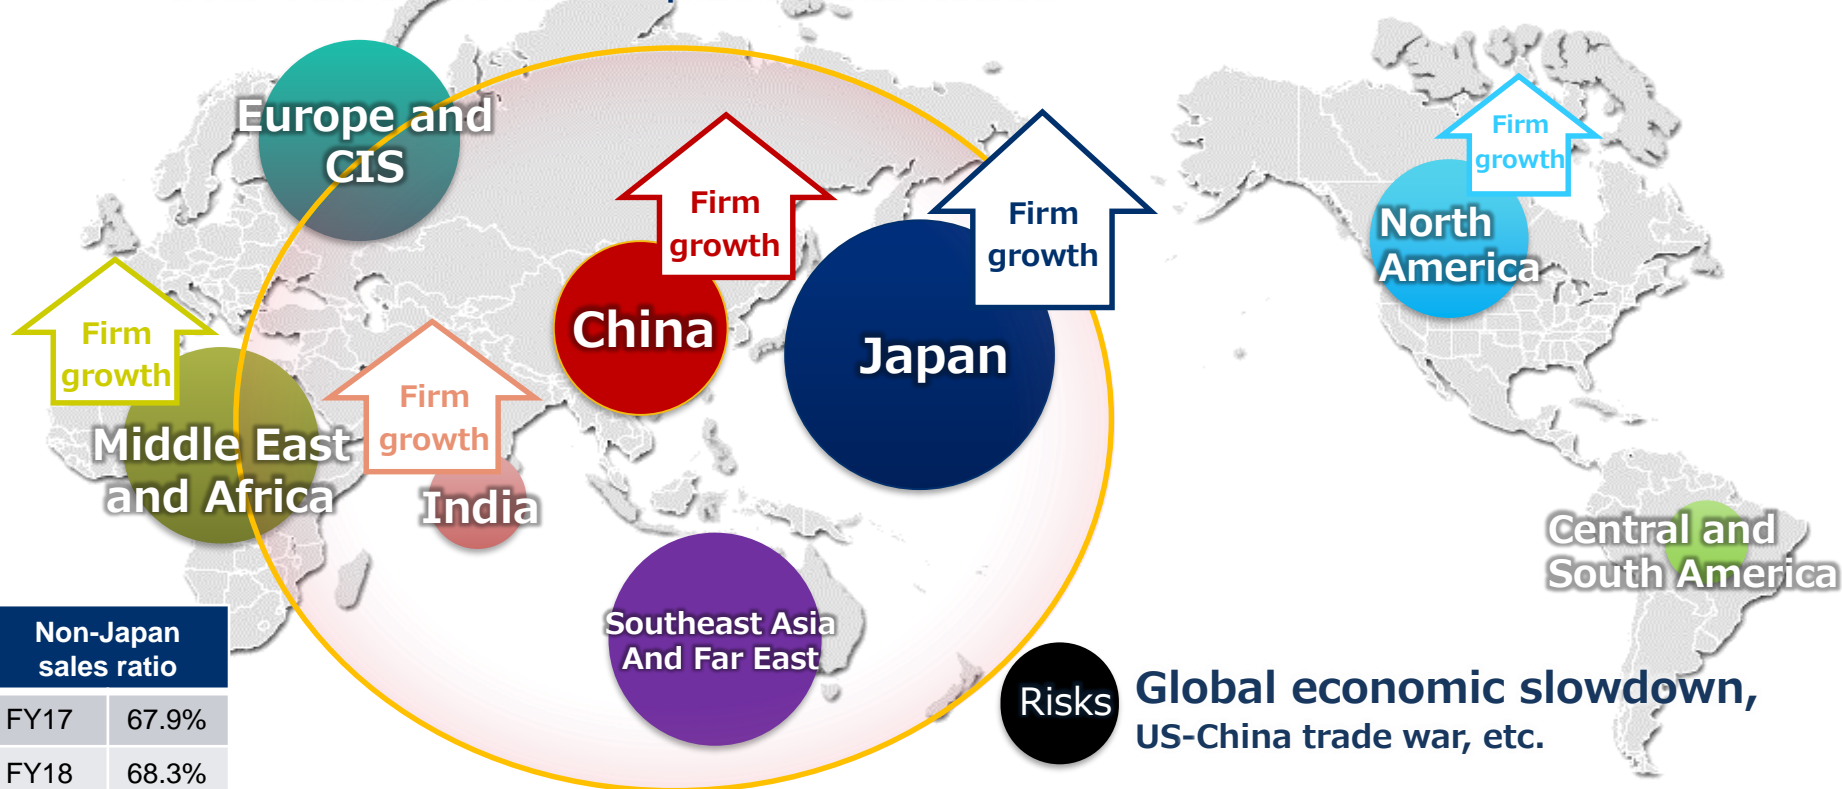 Europe and
CIS
Firm
growth
China
Firm
growth
Japan
Firm
growth
North
America
Firm
growth
Middle East
and Africa
Firm
growth
India
Southeast Asia
And Far East
Central and
South America
Risks
Global economic slowdown,
US-China trade war, etc.
Non-Japan
sales ratio
FY17 67.9%
FY18 68.3%
Firm
growth